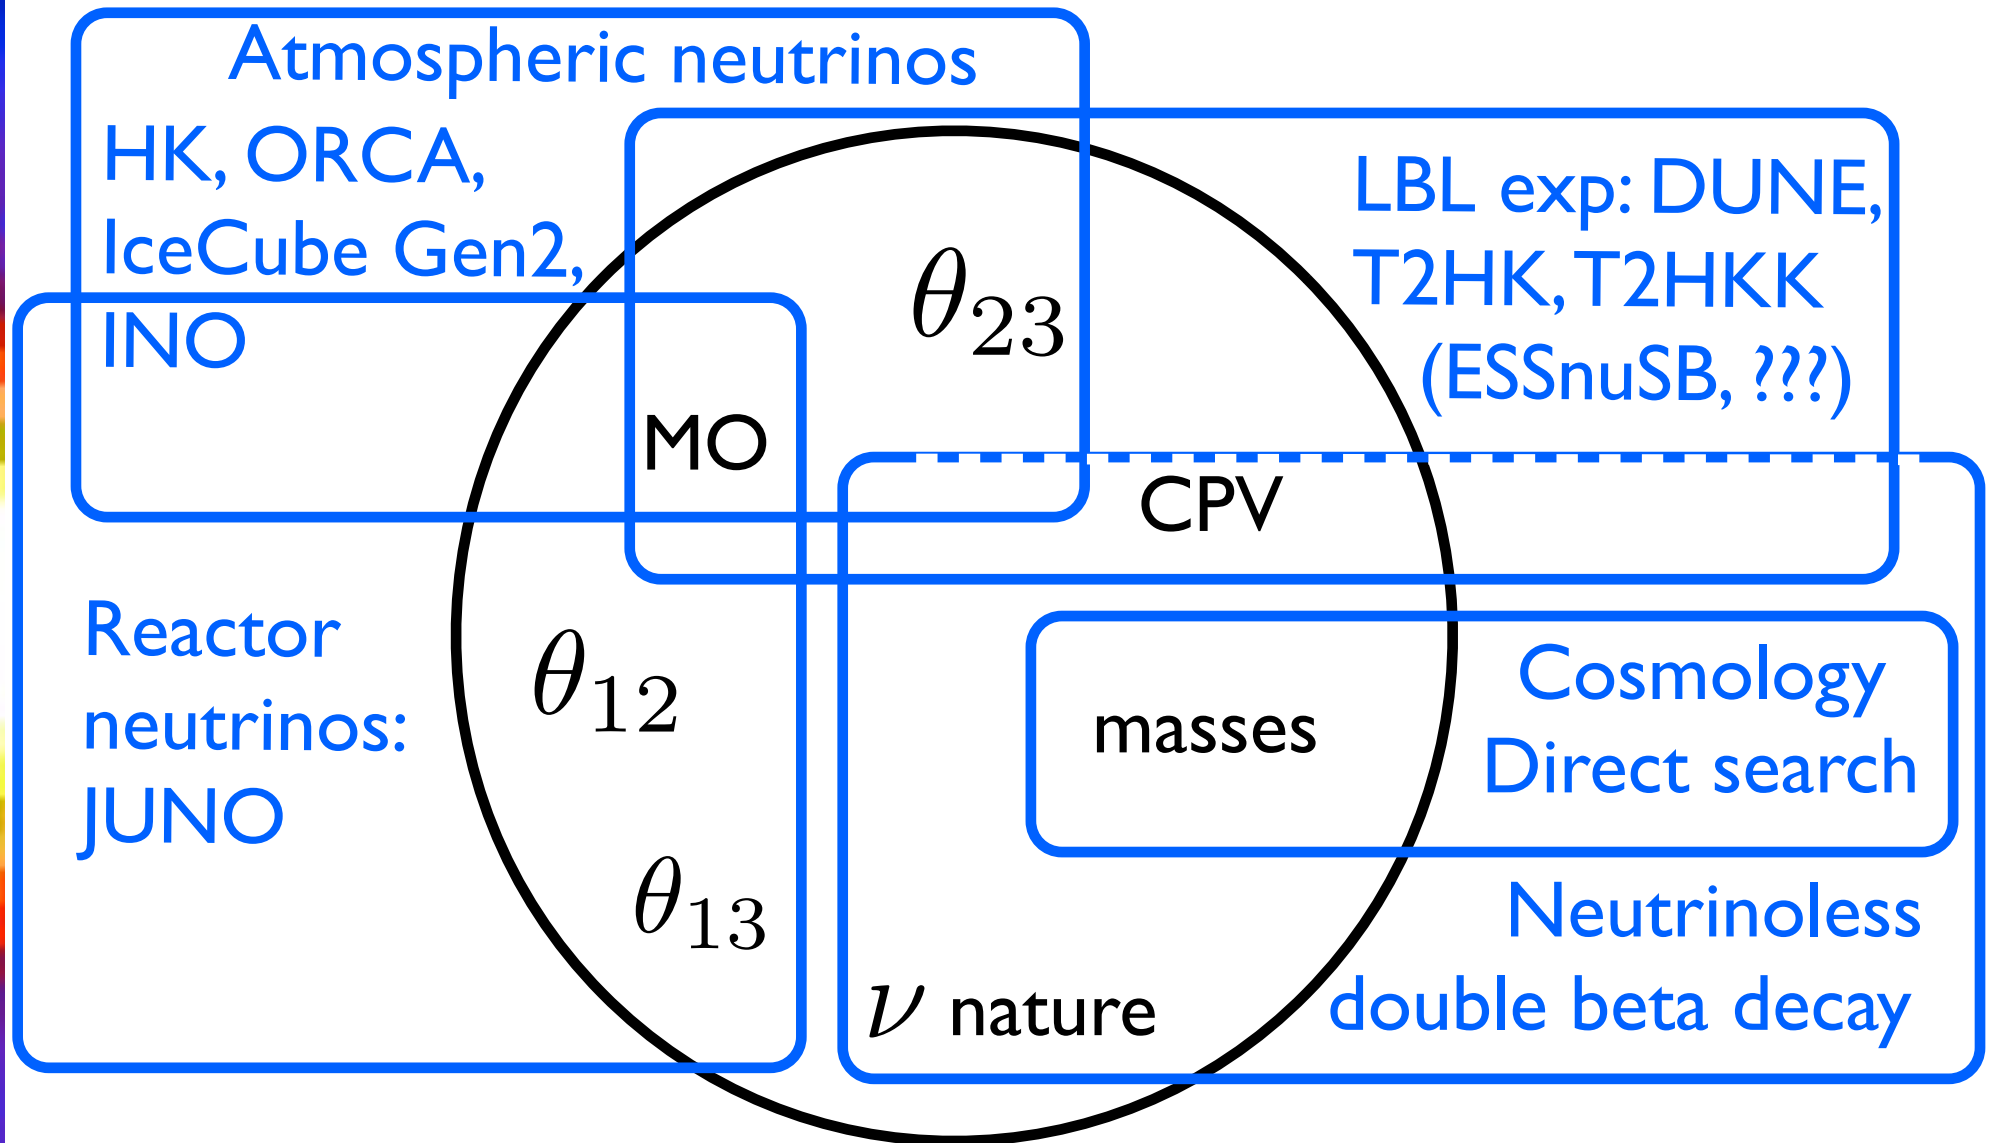 Atmospheric neutrinos
HK, ORCA,
IceCube Gen2,
INO
LBL exp: DUNE,
T2HK, T2HKK
(ESSnuSB, ???)
θ23
MO
CPV
Reactor
neutrinos:
JUNO
θ12
θ13
masses
Cosmology
Direct search
Neutrinoless
double beta decay
ν nature